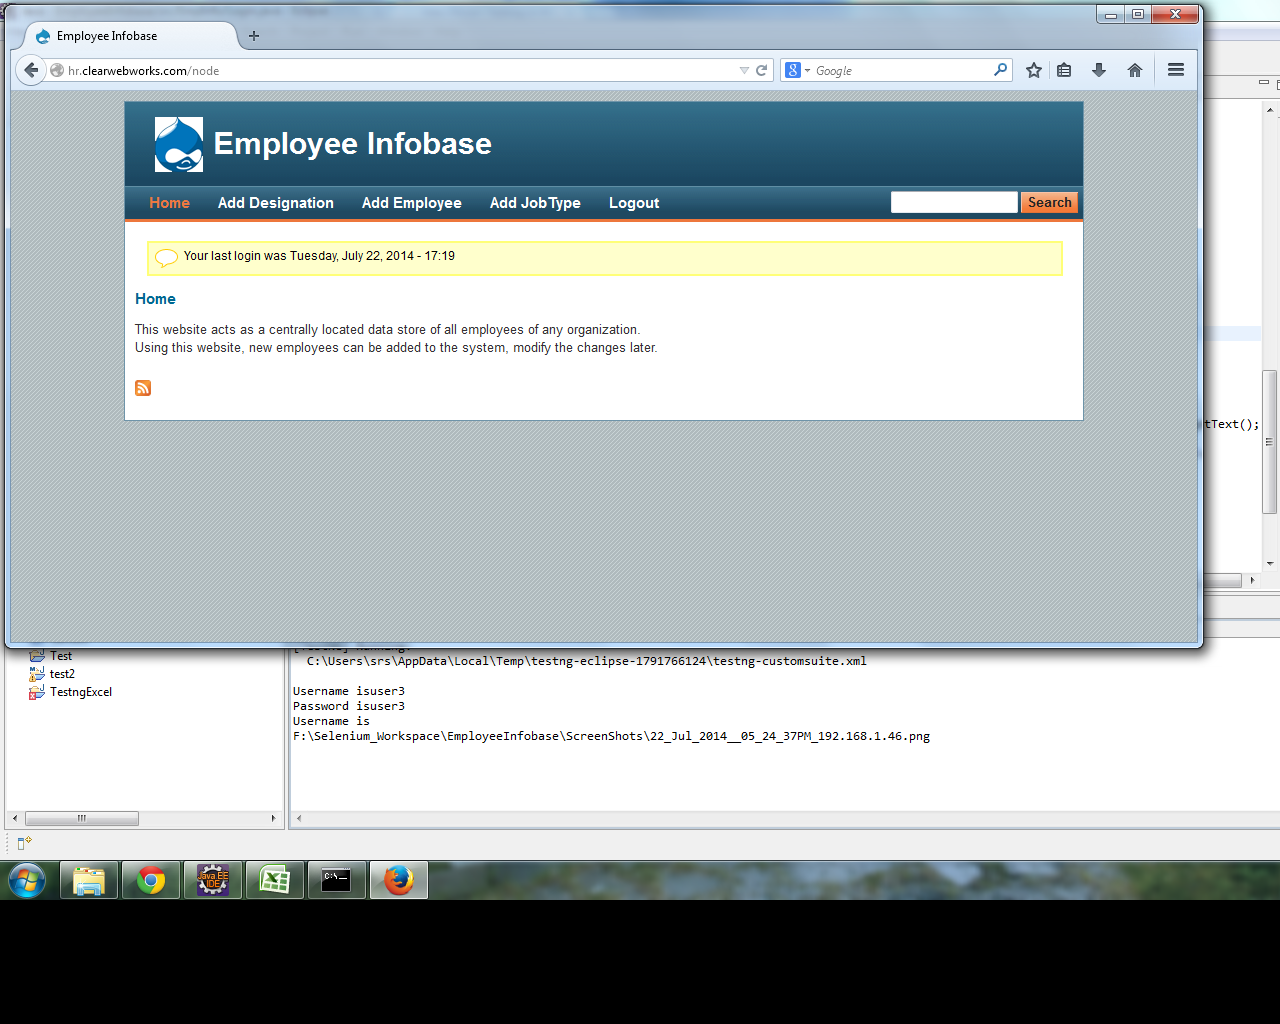 Employee Infobase
hr.clearwebworks.com/node
Google
Employee Infobase
Home Add Designation Add Employee Add JobType Logout Search
Your last login was Tuesday, July 22, 2014 - 17:19
Home
This website acts as a centrally located data store of all employees of any organization.
Using this website, new employees can be added to the system, modify the changes later.
tText();
Test
test2
TestngExcel
C:\Users\srs\AppData\Local\Temp\testng-eclipse-1791766124\testng-customsuite.xml
Username isuser3
Password isuser3
Username is
F:\Selenium_Workspace\EmployeeInfobase\ScreenShots\22_Jul_2014__05_24_37PM_192.168.1.46.png
Java EE
IDE
C:\